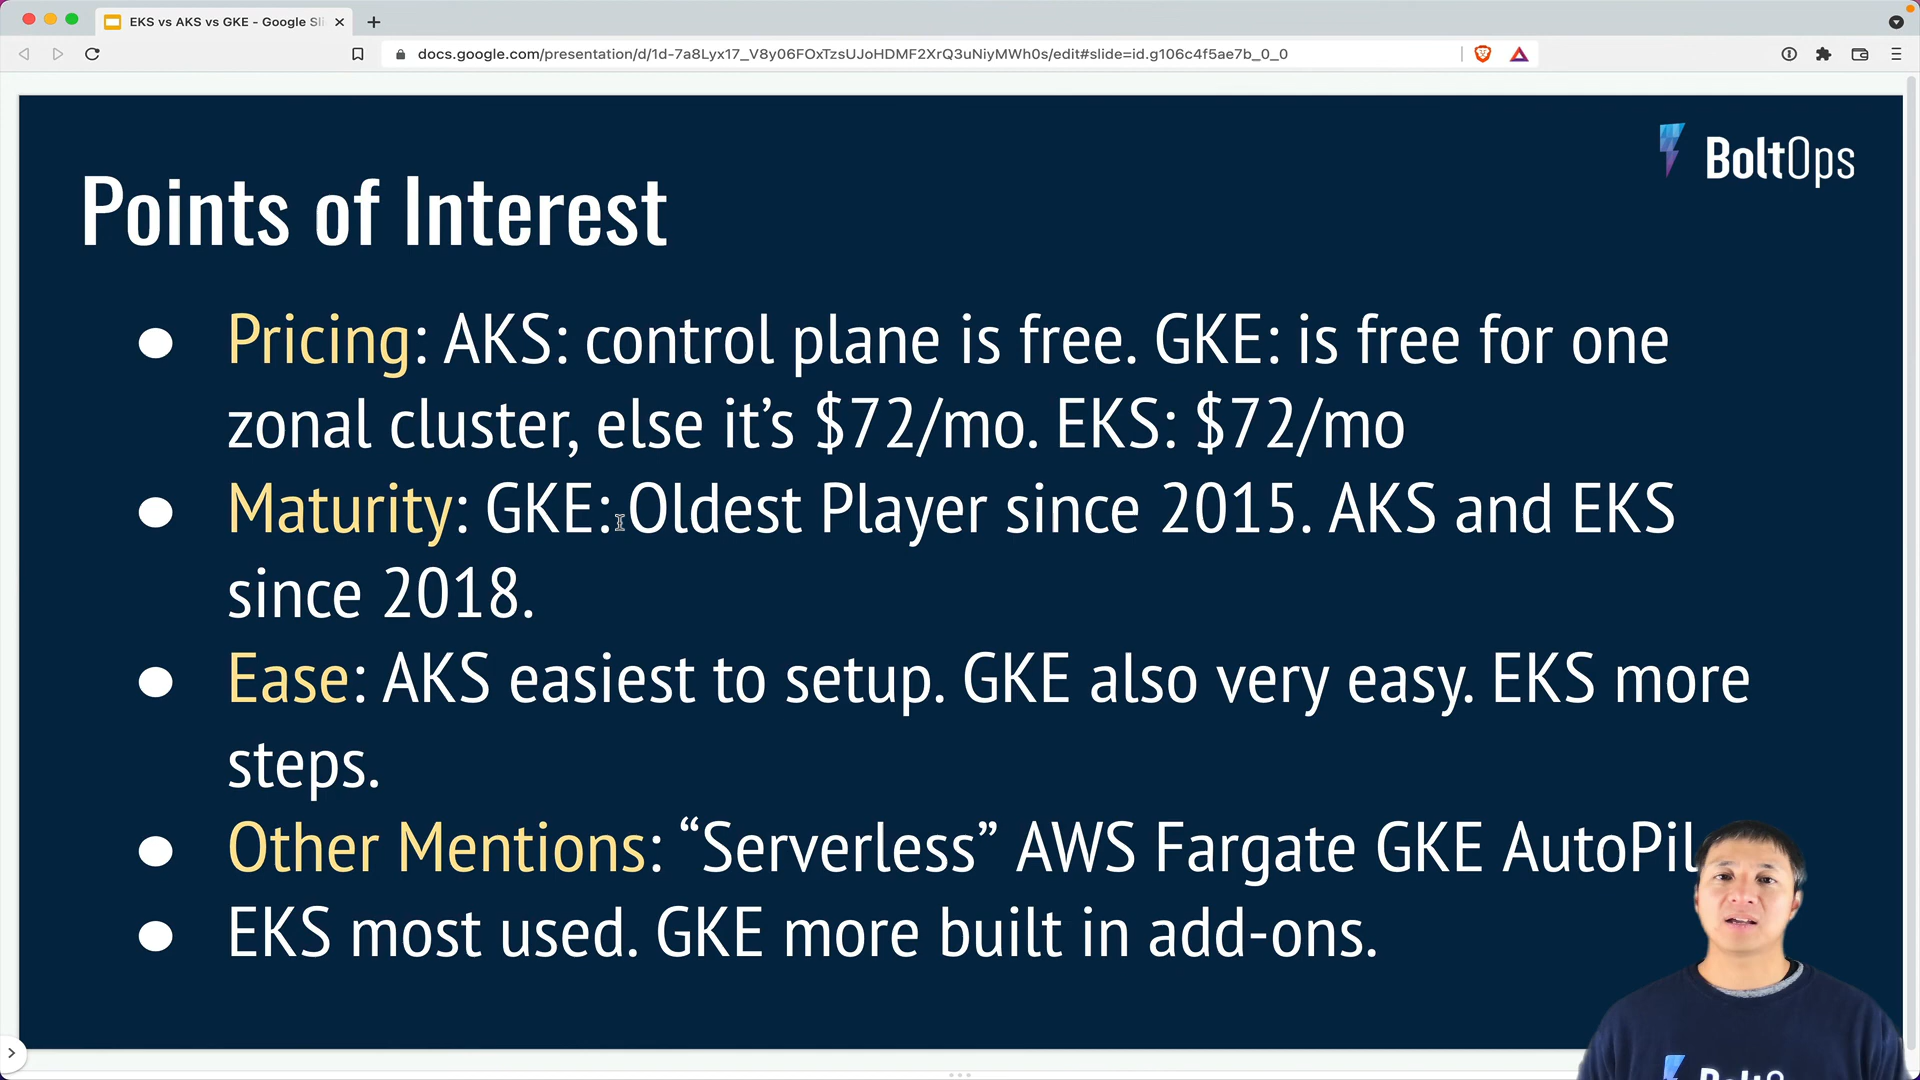 EKS vs AKS vs GKE - Google Sli
docs.google.com/presentation/d/1d-7a8Lyx17_V8y06FOxTzsUJoHDMF2XrQ3uNiyMWh0s/edit#slide=id.g106c4f5ae7b_0_0
BoltOps
Points of Interest
Pricing: AKS: control plane is free. GKE: is free for one
zonal cluster, else it’s $72/mo. EKS: $72/mo
Maturity: GKE: Oldest Player since 2015. AKS and EKS
since 2018.
Ease: AKS easiest to setup. GKE also very easy. EKS more
steps.
Other Mentions: “Serverless” AWS Fargate GKE AutoPil
EKS most used. GKE more built in add-ons.